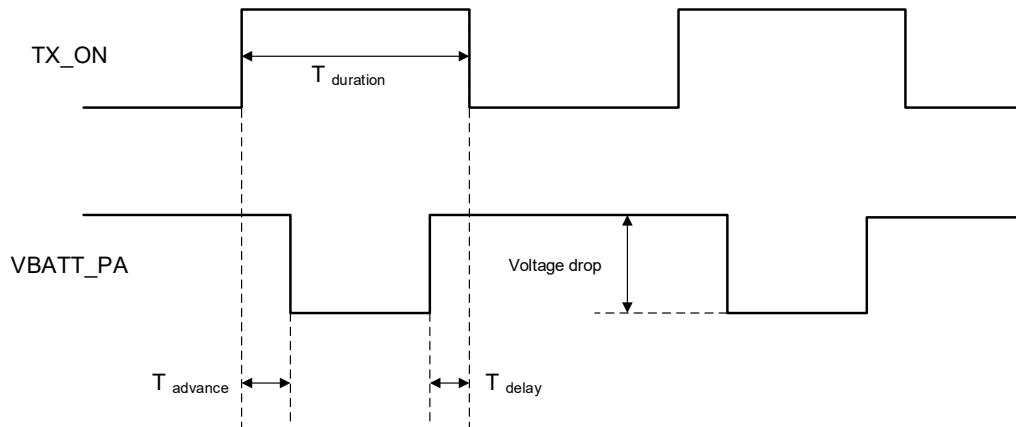 TX_ON
T duration
VBATT_PA
Voltage drop
T advance
T delay